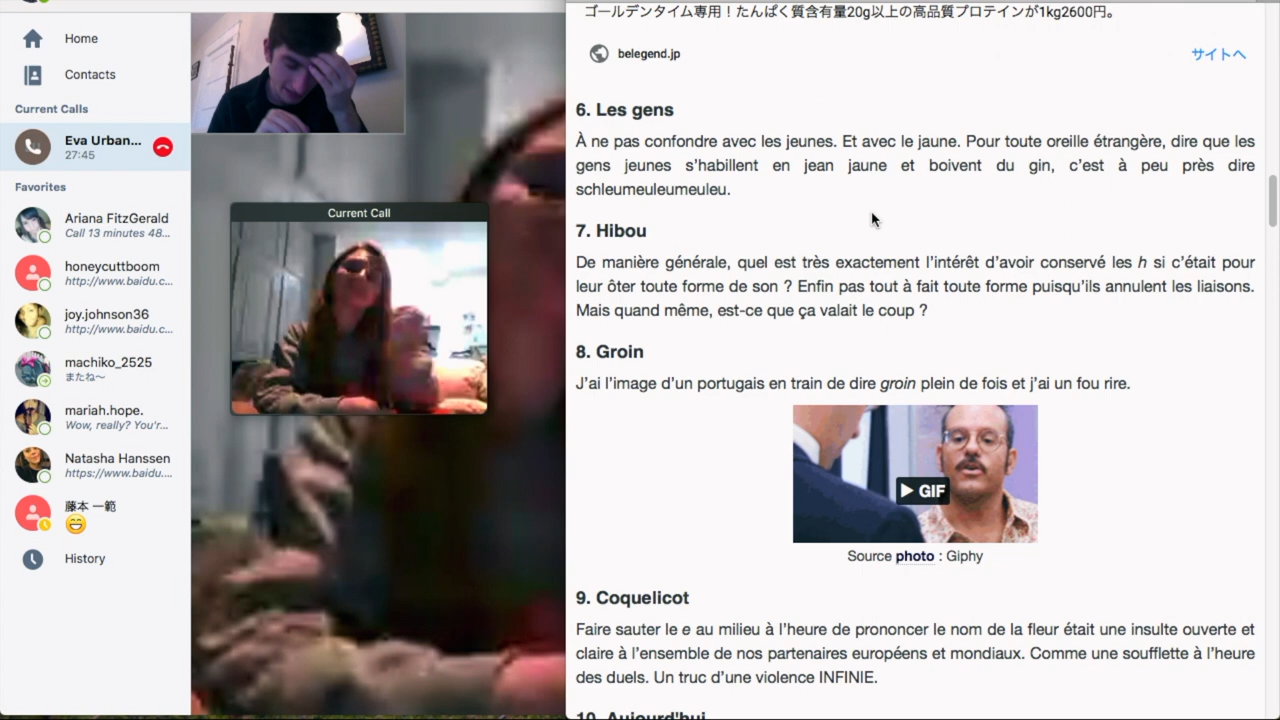 Home
Contacts
Current Calls
Eva Urban...
27:45
Favorites
Ariana FitzGerald
Call 13 minutes 48...
honeycuttboom
http://www.baidu.c...
joy.johnson36
http://www.baidu.c...
machiko_2525
またね〜
mariah.hope.
Wow, really? You'r...
Natasha Hanssen
https://www.baidu....
藤本 一範
History
Current Call
ゴールデンタイム専用！たんぱく質含有量20g以上の高品質プロテインが1kg2600円。
belegend.jp
サイトへ
6. Les gens
À ne pas confondre avec les jeunes. Et avec le jaune. Pour toute oreille étrangère, dire que les
gens jeunes s’habillent en jean jaune et boivent du gin, c’est à peu près dire
schleumeuleumeuleu.
7. Hibou
De manière générale, quel est très exactement l’intérêt d’avoir conservé les h si c’était pour
leur ôter toute forme de son ? Enfin pas tout à fait toute forme puisqu’ils annulent les liaisons.
Mais quand même, est-ce que ça valait le coup ?
8. Groin
J’ai l’image d’un portugais en train de dire groin plein de fois et j’ai un fou rire.
GIF
Source photo : Giphy
9. Coquelicot
Faire sauter le e au milieu à l’heure de prononcer le nom de la fleur était une insulte ouverte et
claire à l’ensemble de nos partenaires européens et mondiaux. Comme une soufflette à l’heure
des duels. Un truc d’une violence INFINIE.
10. Aujourd'hui